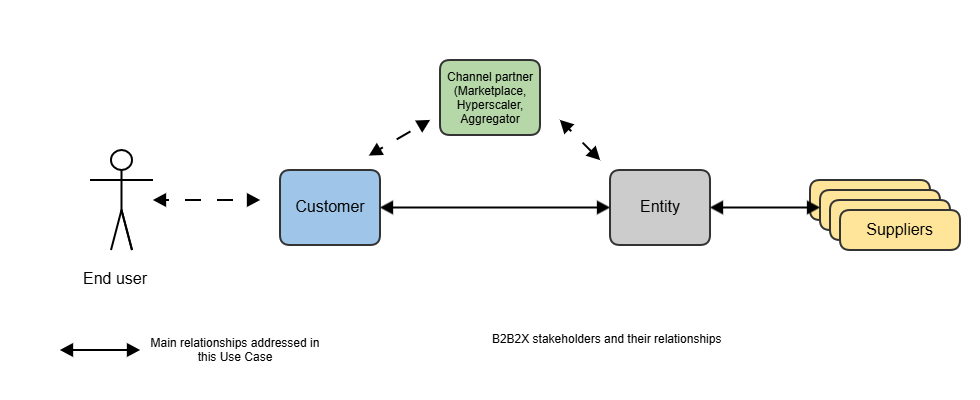 Channel partner
(Marketplace,
Hyperscaler,
Aggregator
Customer
Entity
Suppliers
End user
Main relationships addressed in
this Use Case
B2B2X stakeholders and their relationships